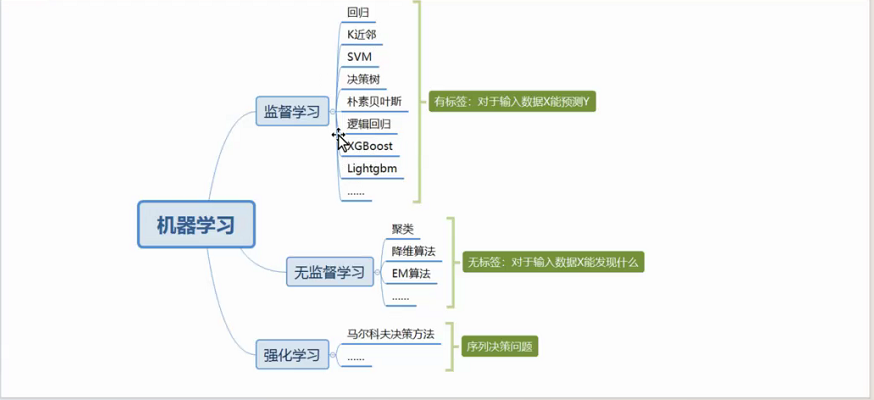 机器学习
监督学习
回归
K近邻
SVM
决策树
朴素贝叶斯
逻辑回归
XGBoost
Lightgbm
......
有标签：对于输入数据X能预测Y
无监督学习
聚类
降维算法
EM算法
......
无标签：对于输入数据X能发现什么
强化学习
马尔科夫决策方法
......
序列决策问题